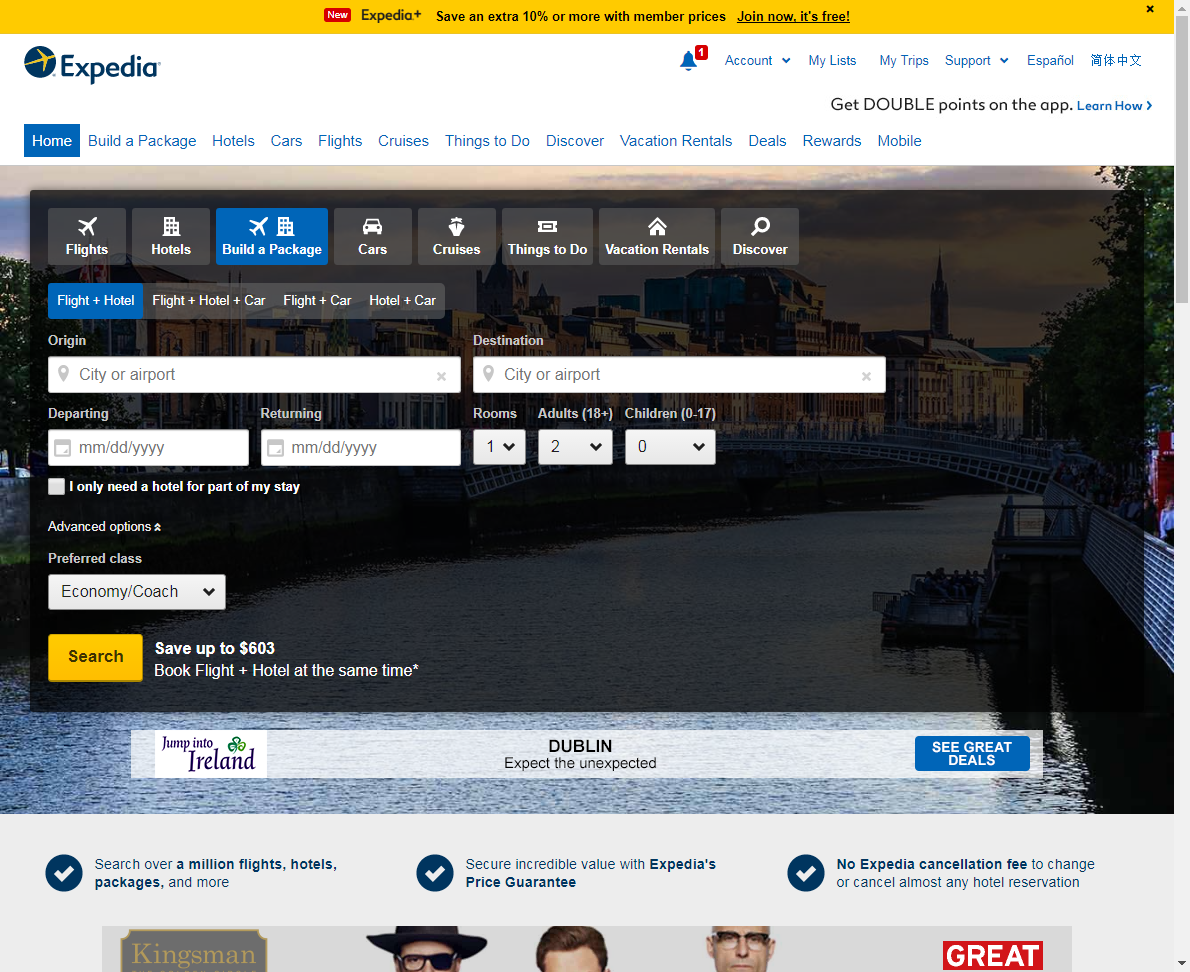 New Expedia+ Save an extra 10% or more with member prices Join now, it's free!
Expedia
1 Account My Lists My Trips Support Español 简体中文
Get DOUBLE points on the app. Learn How
Home Build a Package Hotels Cars Flights Cruises Things to Do Discover Vacation Rentals Deals Rewards Mobile
Flights Hotels Build a Package Cars Cruises Things to Do Vacation Rentals Discover
Flight + Hotel Flight + Hotel + Car Flight + Car Hotel + Car
Origin Destination
City or airport City or airport
Departing Returning Rooms Adults (18+) Children (0-17)
mm/dd/yyyy mm/dd/yyyy 1 2 0
I only need a hotel for part of my stay
Advanced options
Preferred class
Economy/Coach
Search
Save up to $603
Book Flight + Hotel at the same time*
Jump into
Ireland
DUBLIN
Expect the unexpected
SEE GREAT
DEALS
Search over a million flights, hotels,
packages, and more
Secure incredible value with Expedia's
Price Guarantee
No Expedia cancellation fee to change
or cancel almost any hotel reservation
Kingsman
GREAT